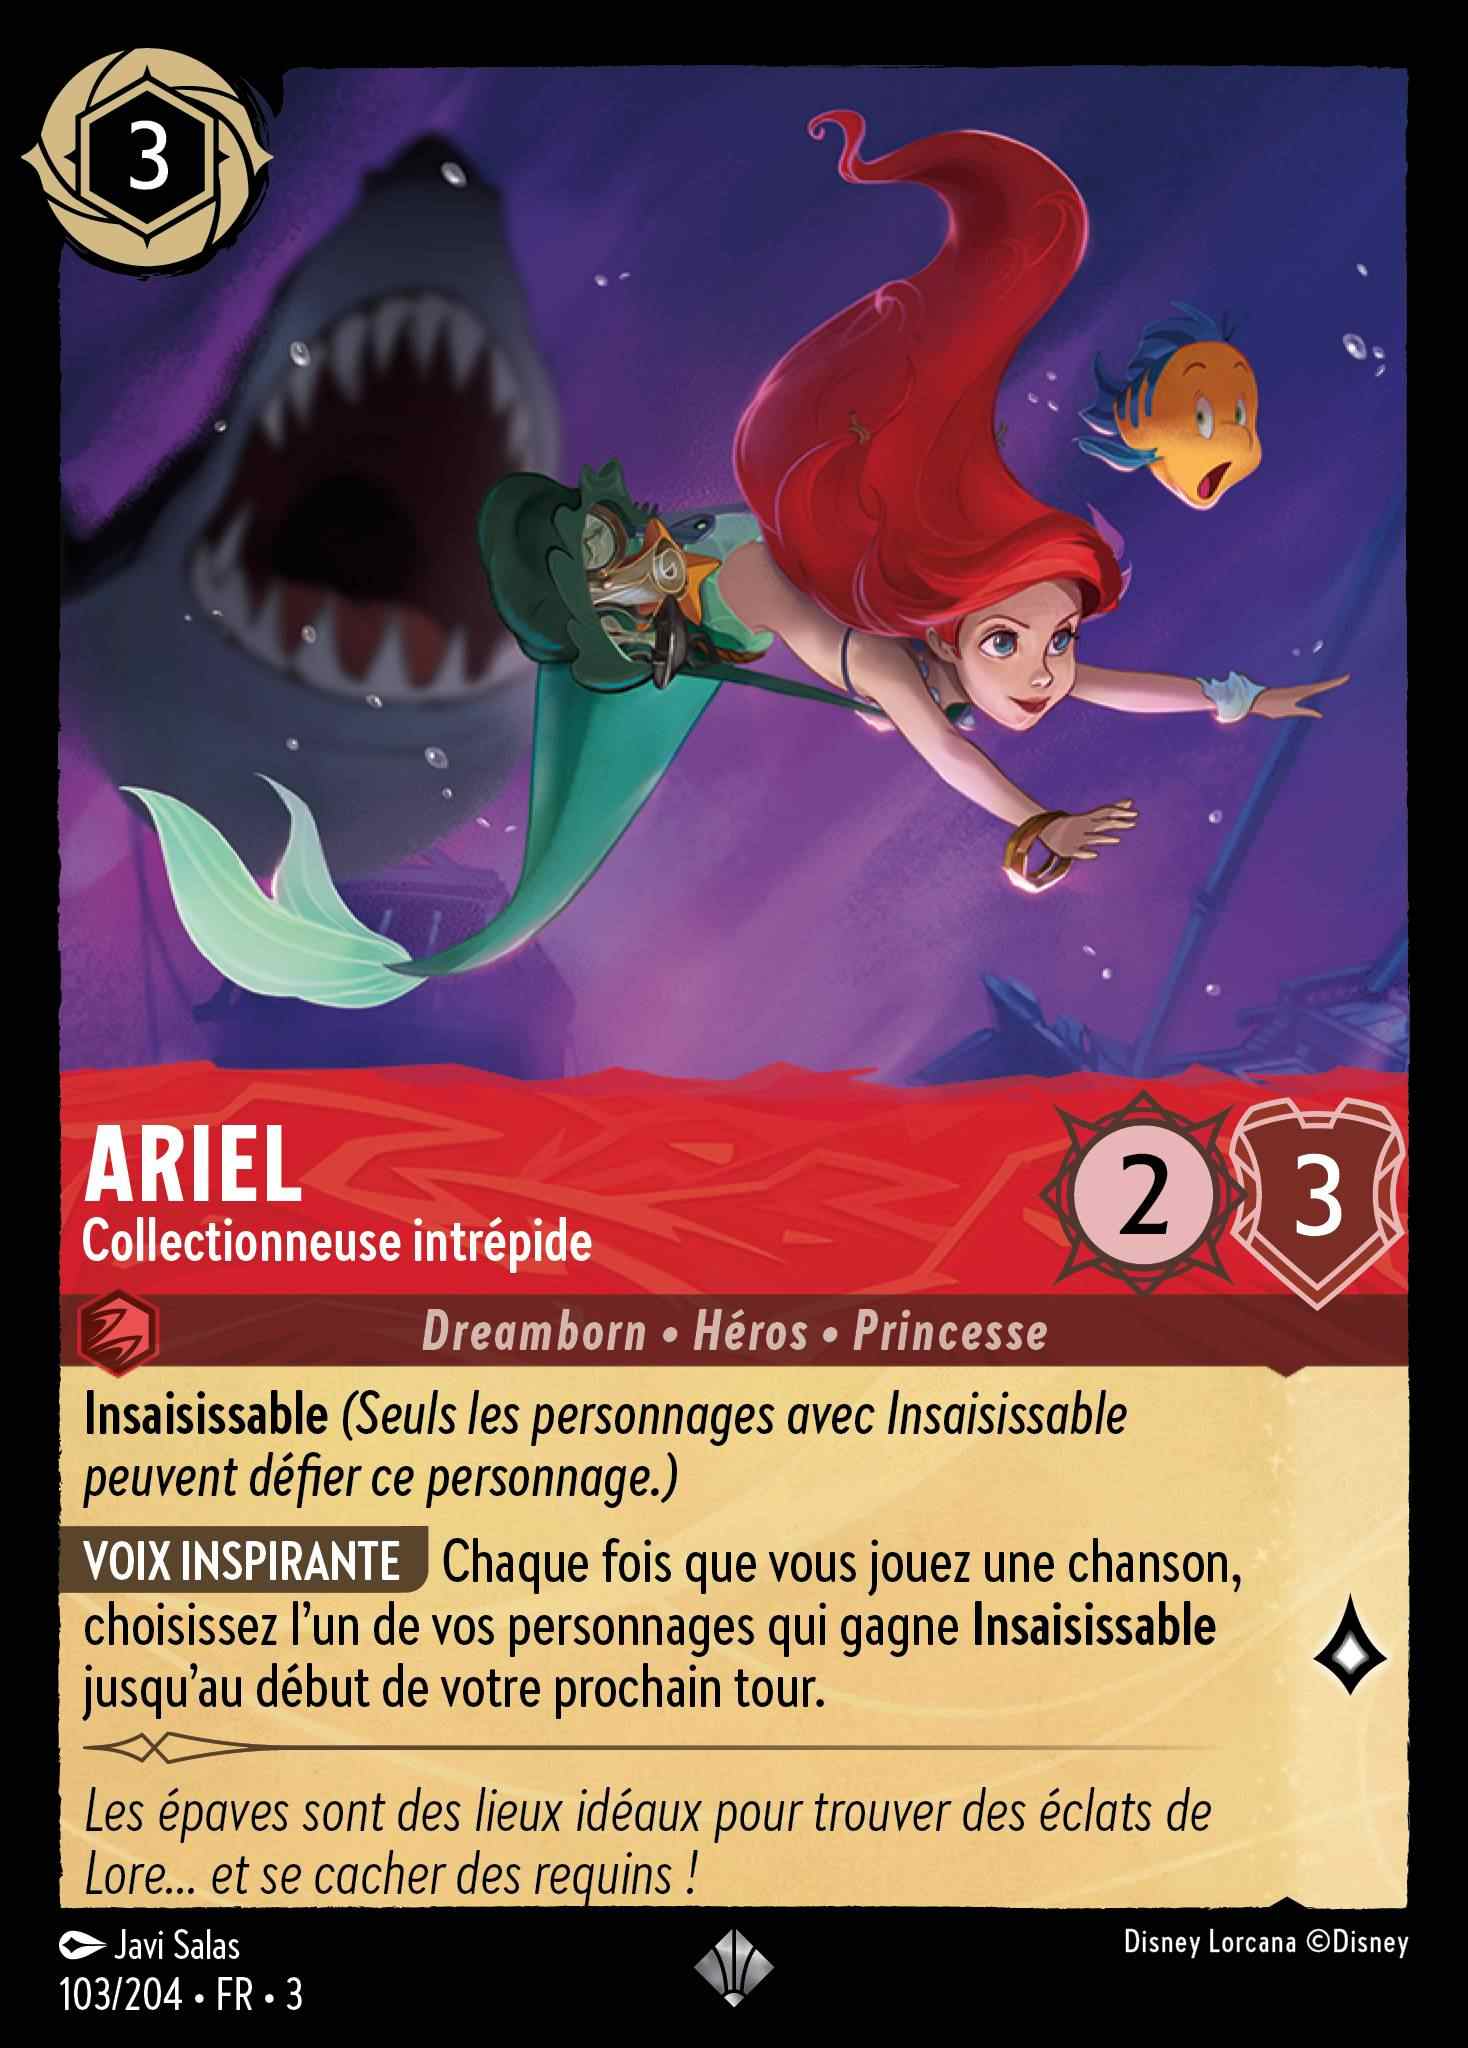 3
ARIEL
Collectionneuse intrépide
2
3
Dreamborn • Héros • Princesse
Insaisissable (Seuls les personnages avec Insaisissable
peuvent défier ce personnage.)
VOIX INSPIRANTE Chaque fois que vous jouez une chanson,
choisissez l'un de vos personnages qui gagne Insaisissable
jusqu'au début de votre prochain tour.
Les épaves sont des lieux idéaux pour trouver des éclats de
Lore... et se cacher des requins !
Javi Salas
Disney Lorcana ©Disney
103/204 • FR • 3